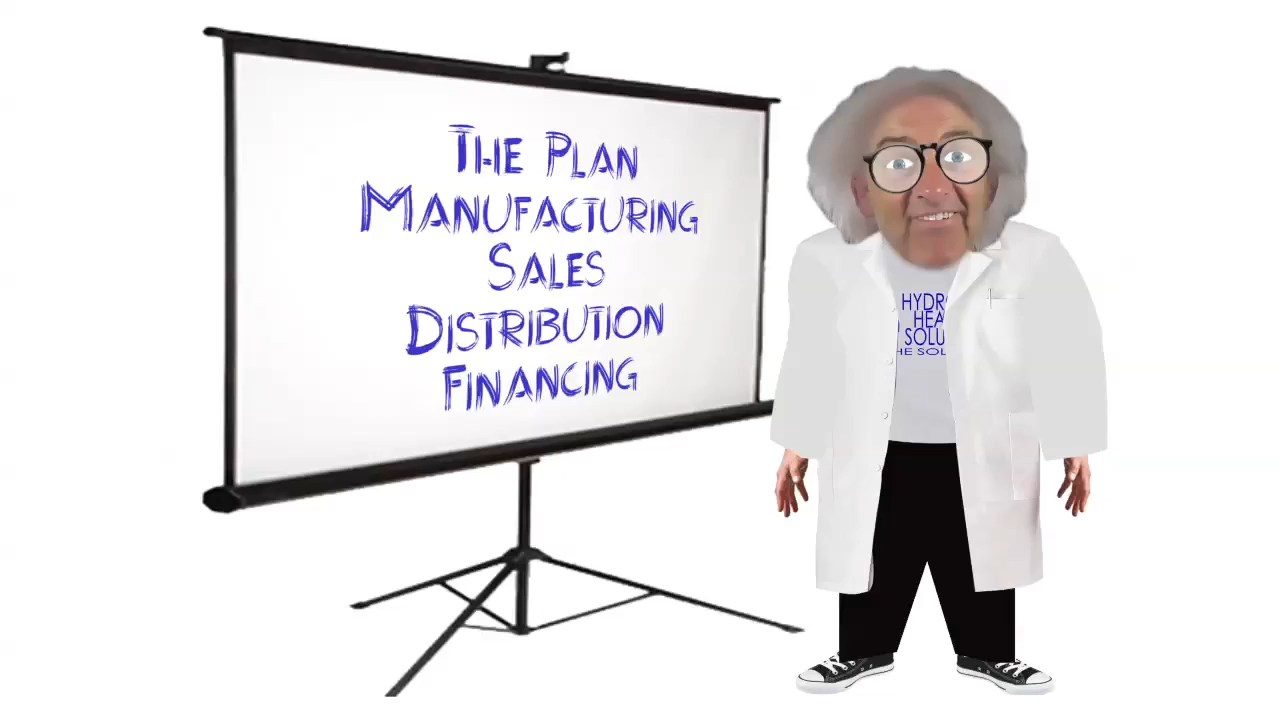 THE PLAN
MANUFACTURING
SALES
DISTRIBUTION
FINANCING